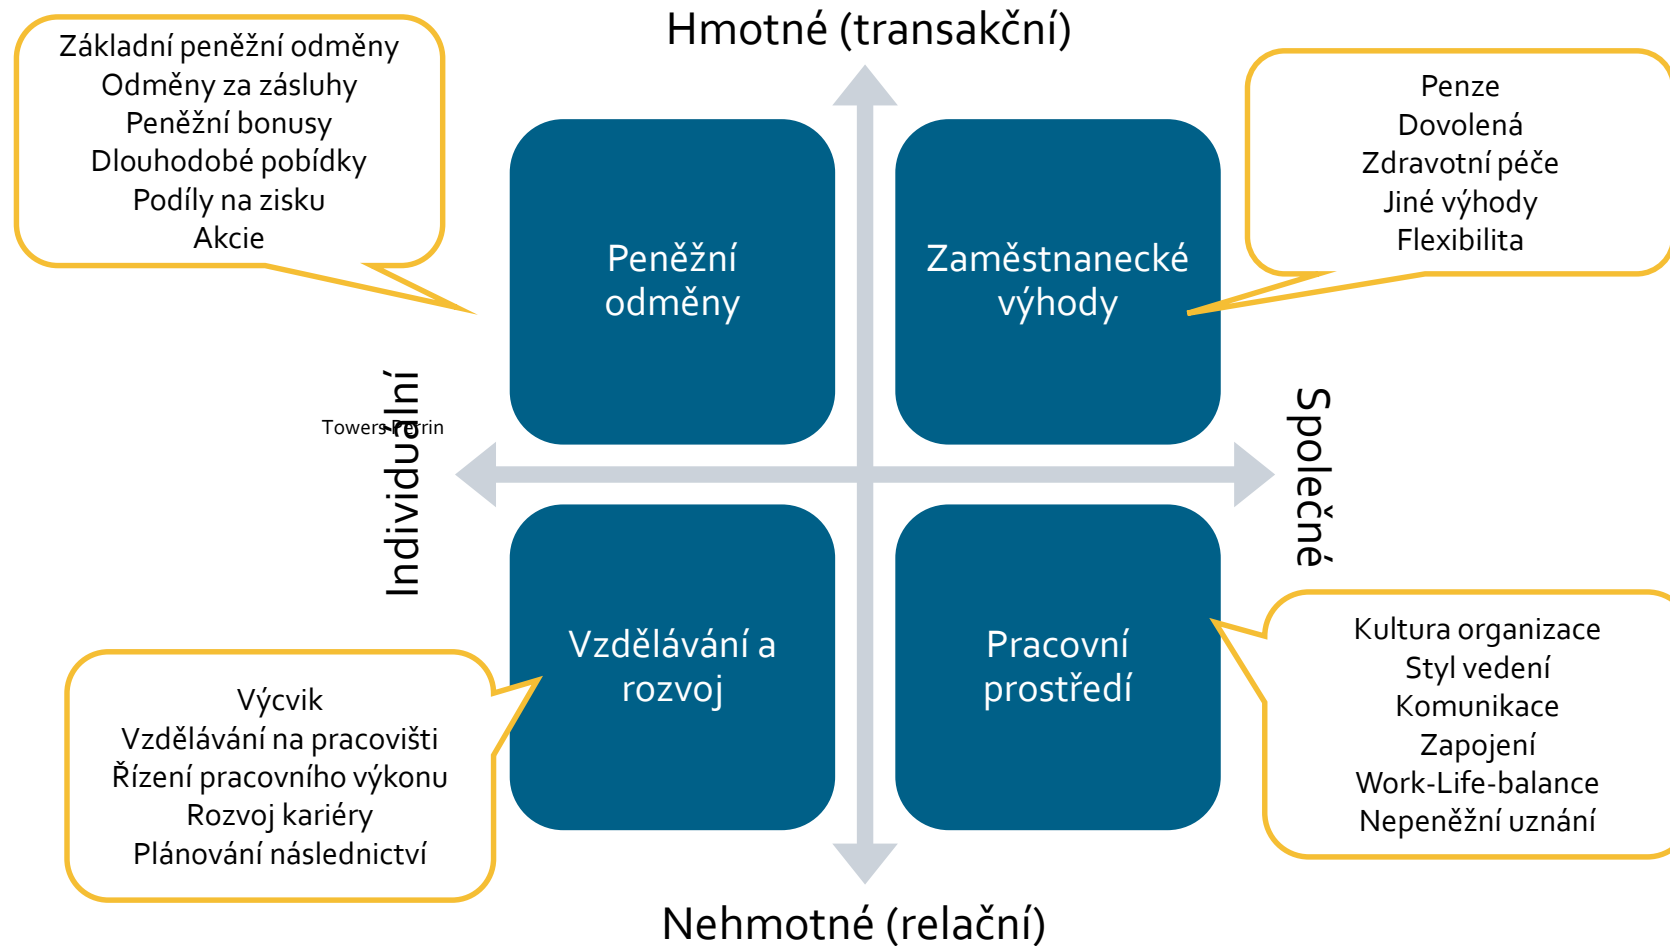 Hmotné (transakční)
Základní peněžní odměny
Odměny za zásluhy
Peněžní bonusy
Dlouhodobé pobídky
Podíly na zisku
Akcie
Penze
Dovolená
Zdravotní péče
Jiné výhody
Flexibilita
Peněžní
odměny
Zaměstnanecké
výhody
Individuální
Towers Perrin
Společné
Vzdělávání a
rozvoj
Pracovní
prostředí
Výcvik
Vzdělávání na pracovišti
Řízení pracovního výkonu
Rozvoj kariéry
Plánování následnictví
Kultura organizace
Styl vedení
Komunikace
Zapojení
Work-Life-balance
Nepeněžní uznání
Nehmotné (relační)